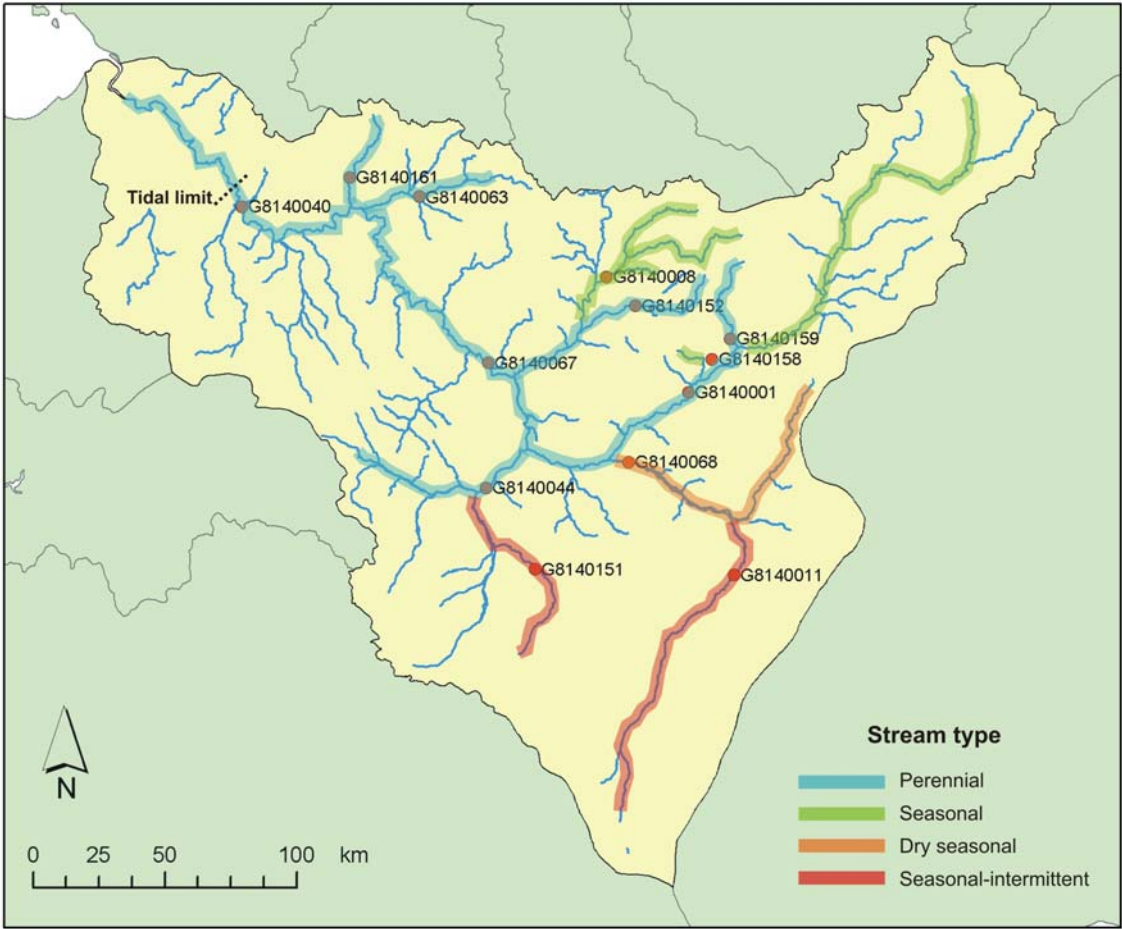 G8140161
Tidal limit
G8140063
G8140040
G8140008
G8140152
G8140159
G8140158
G8140067
G8140001
G8140068
G8140044
G8140151
G8140011
Stream type
Perennial
Seasonal
Dry seasonal
Seasonal-intermittent
N
0 25 50 100 km